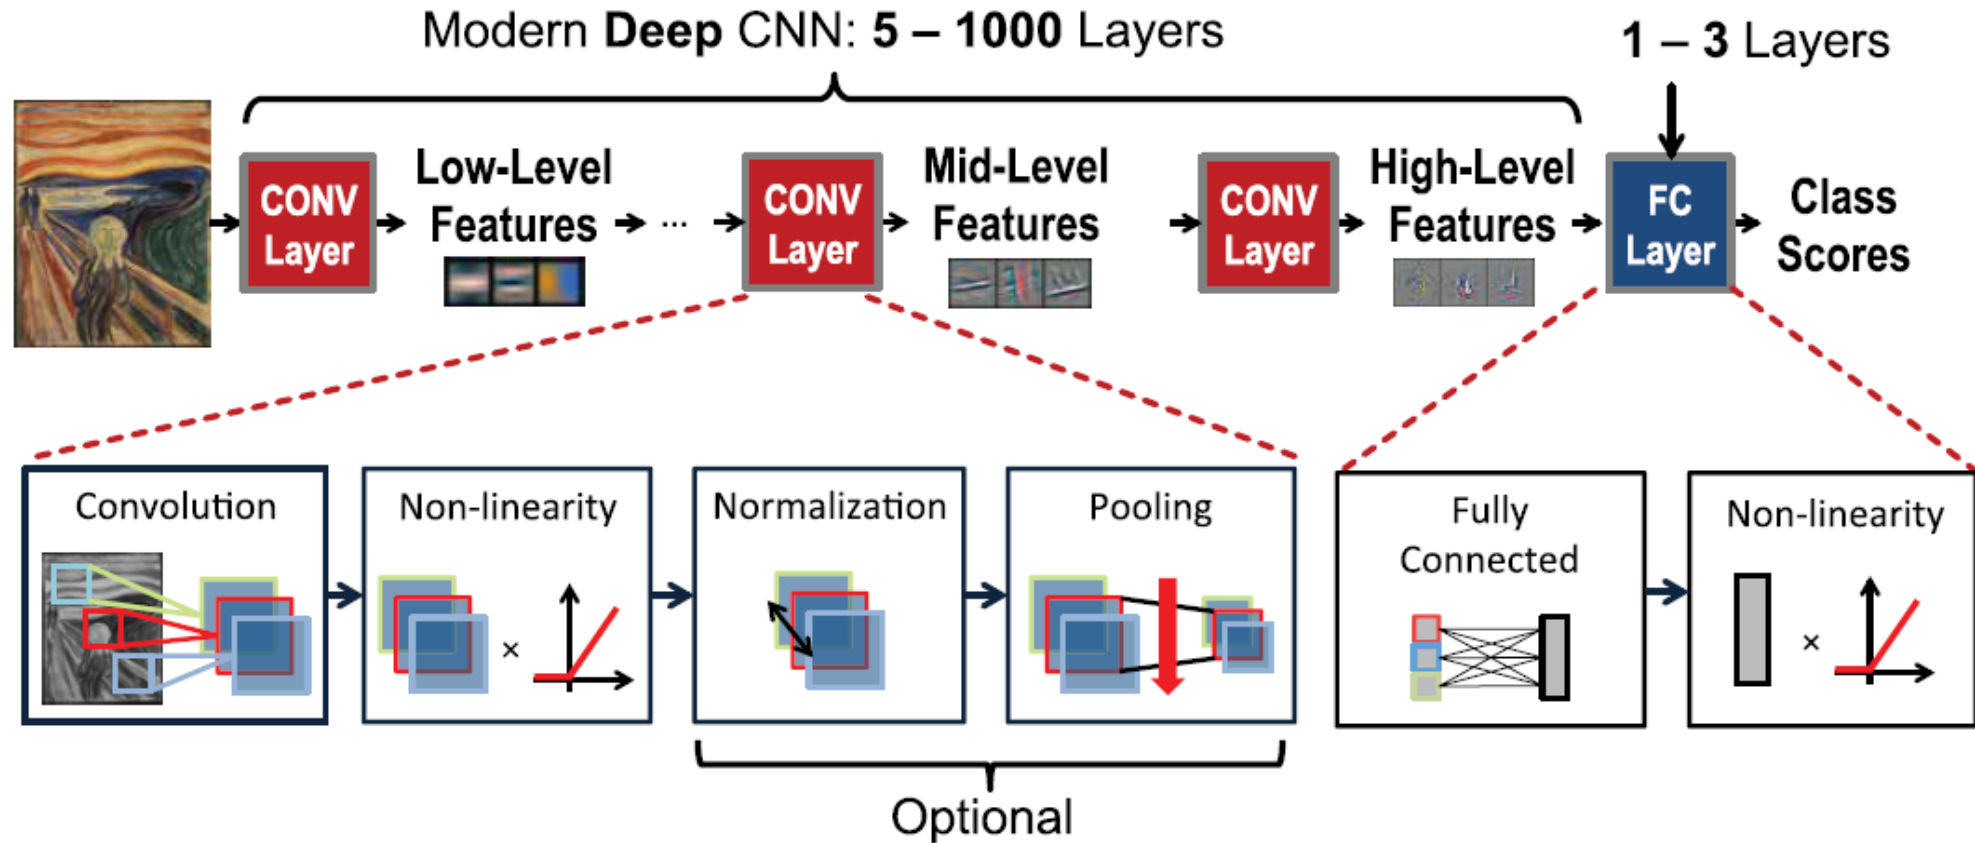 Modern Deep CNN: 5 – 1000 Layers
1 – 3 Layers
CONV
Layer
Low-Level
Features
...
CONV
Layer
Mid-Level
Features
CONV
Layer
High-Level
Features
FC
Layer
Class
Scores
Convolution
Non-linearity
×
Normalization
Pooling
Optional
Fully
Connected
Non-linearity
×